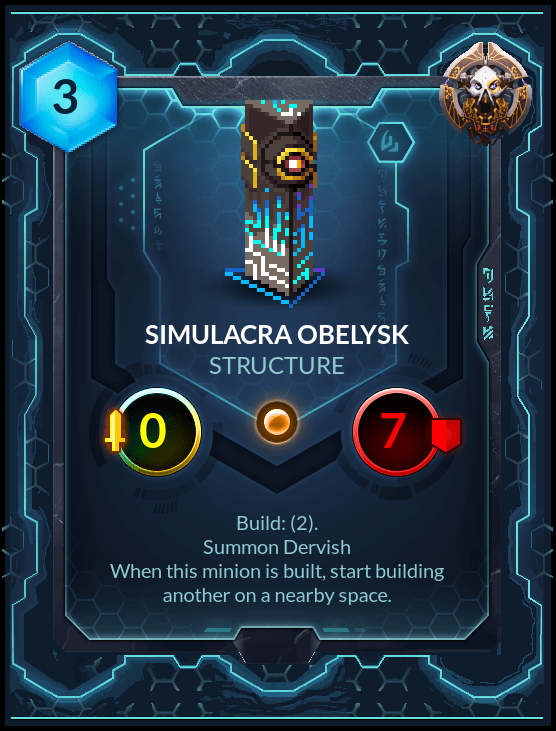 3
SIMULACRA OBELYSK
STRUCTURE
0
7
Build: (2).
Summon Dervish
When this minion is built, start building
another on a nearby space.